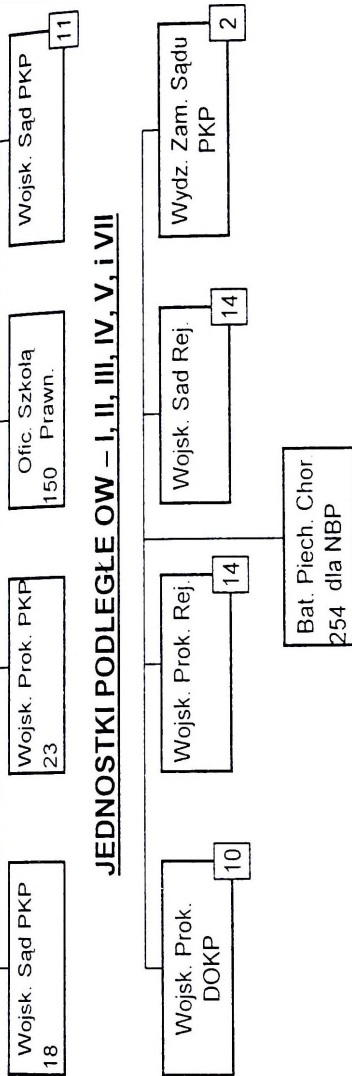 Wojsk. Sąd PKP
18
Wojsk. Prok. PKP
23
Ofic. Szkołą
150 Prawn.
Wojsk. Sąd PKP
11
JEDNOSTKI PODLEGŁE OW – I, II, III, IV, V, i VII
Wojsk. Prok.
DOKP
10
Wojsk. Prok. Rej.
14
Wojsk. Sad Rej.
14
Wydz. Zam. Sądu
PKP
2
Bat. Piech. Chor.
254 dla NBP